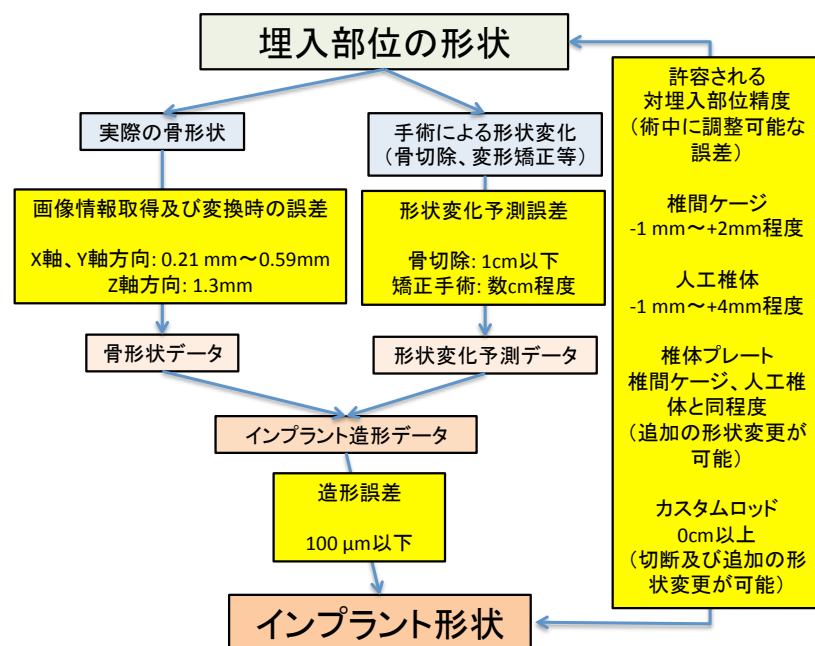 埋入部位の形状
実際の骨形状
手術による形状変化
（骨切除、変形矯正等）
画像情報取得及び変換時の誤差
X軸、Y軸方向: 0.21 mm～0.59mm
Z軸方向: 1.3mm
形状変化予測誤差
骨切除: 1cm以下
矯正手術: 数cm程度
骨形状データ
形状変化予測データ
インプラント造形データ
造形誤差
100 μm以下
インプラント形状
許容される
対埋入部位精度
（術中に調整可能な
誤差）
椎間ケージ
-1 mm～+2mm程度
人工椎体
-1 mm～+4mm程度
椎体プレート
椎間ケージ、人工椎
体と同程度
（追加の形状変更が
可能）
カスタムロッド
0cm以上
（切断及び追加の形
状変更が可能）